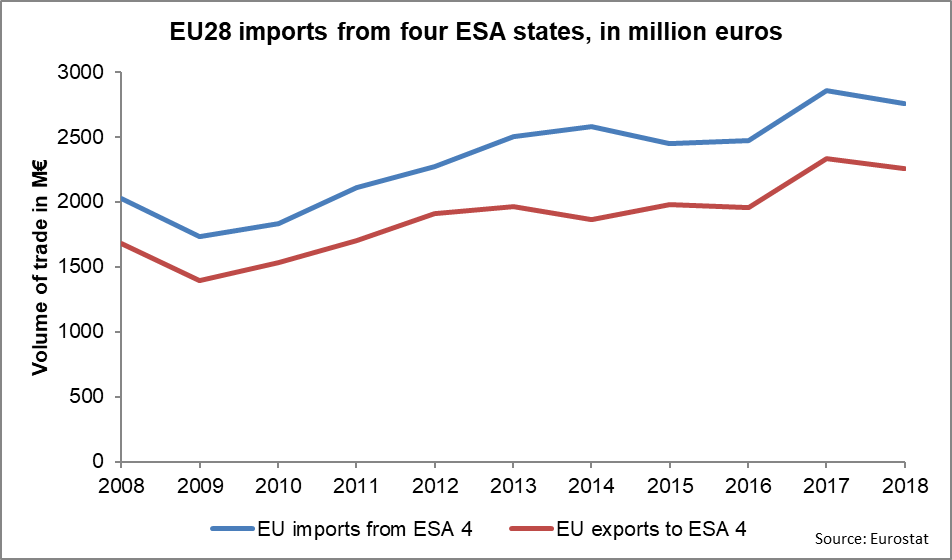 EU28 imports from four ESA states, in million euros
Volume of trade in M€
3000
2500
2000
1500
1000
500
0
2008 2009 2010 2011 2012 2013 2014 2015 2016 2017 2018
EU imports from ESA 4 EU exports to ESA 4
Source: Eurostat